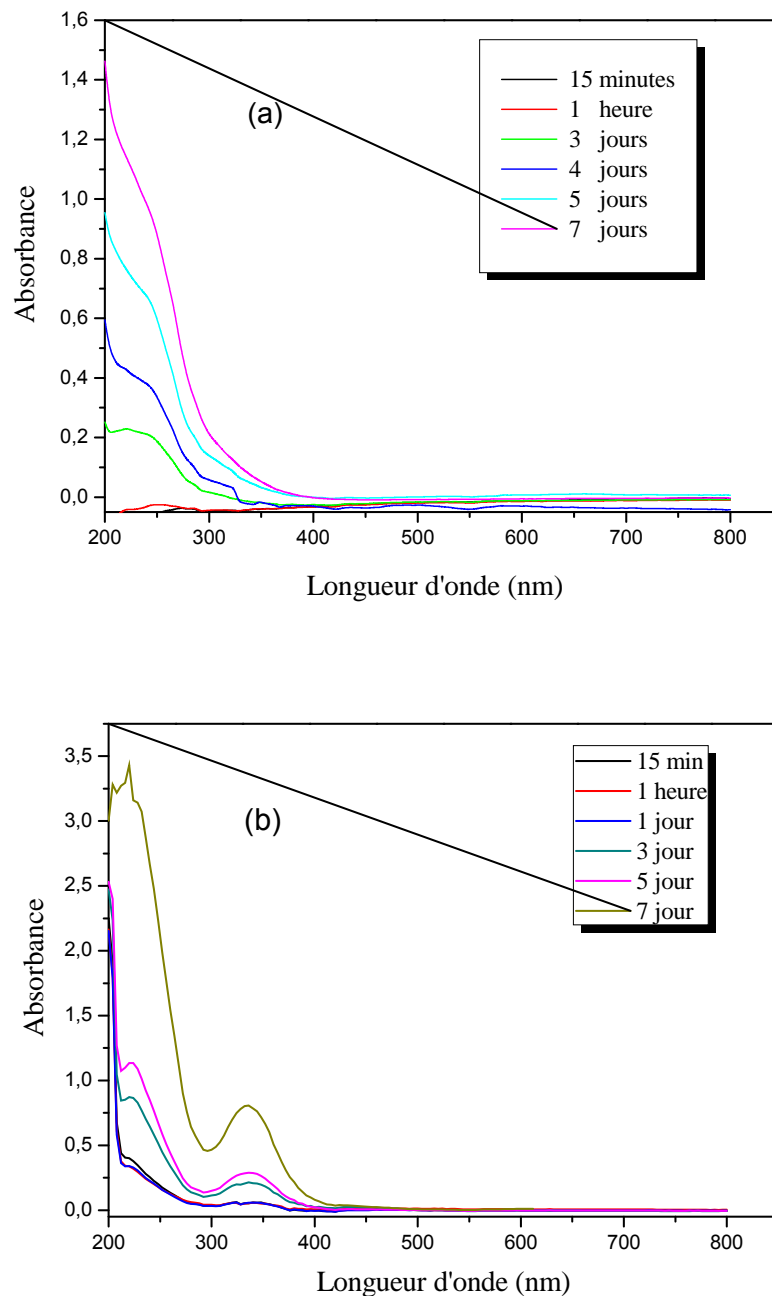 1,6
1,4
1,2
1,0
0,8
0,6
0,4
0,2
0,0
Absorbance
(a)
15 minutes
1 heure
3 jours
4 jours
5 jours
7 jours
200 300 400 500 600 700 800
Longueur d'onde (nm)
3,5
3,0
2,5
2,0
1,5
1,0
0,5
0,0
Absorbance
(b)
15 min
1 heure
1 jour
3 jour
5 jour
7 jour
200 300 400 500 600 700 800
Longueur d'onde (nm)